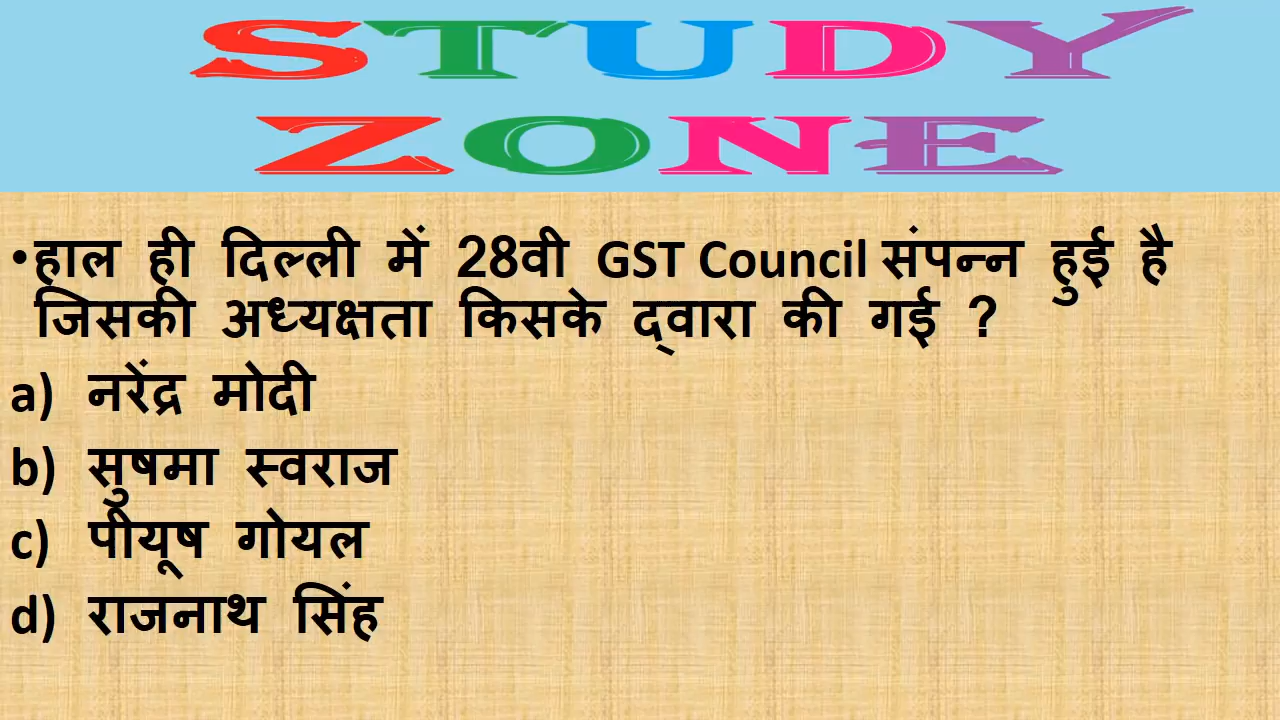 STUDY
ZONE
•हाल ही दिल्ली में 28वी GST Council संपन्न हुई है
जिसकी अध्यक्षता किसके द्वारा की गई ?
a) नरेंद्र मोदी
b) सुषमा स्वराज
c) पीयूष गोयल
d) राजनाथ सिंह